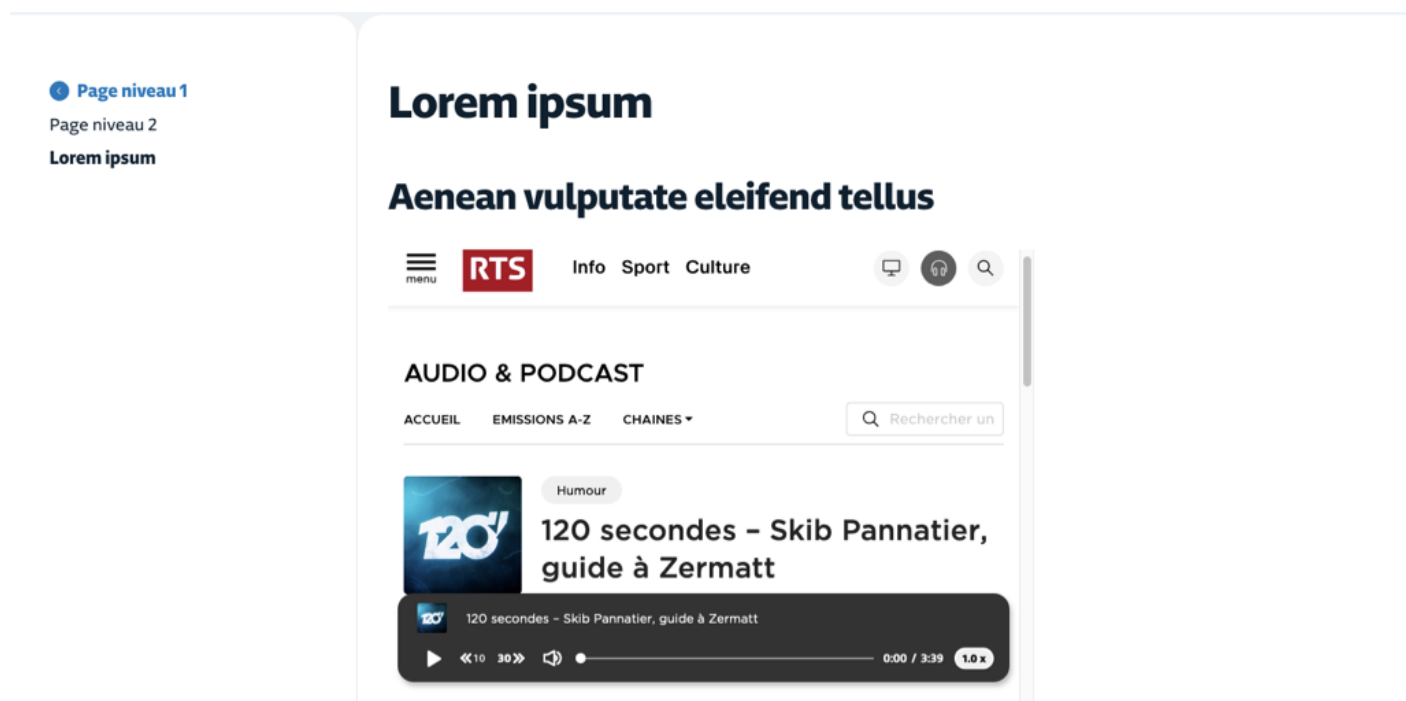 Page niveau 1
Page niveau 2
Lorem ipsum
Lorem ipsum
Aenean vulputate eleifend tellus
menu
RTS
Info Sport Culture
AUDIO & PODCAST
ACCUEIL EMISSIONS A-Z CHAINES
Rechercher un
120''
Humour
120 secondes – Skib Pannatier,
guide à Zermatt
120''
120 secondes – Skib Pannatier, guide à Zermatt
10 30 0:00 / 3:39 1.0 x